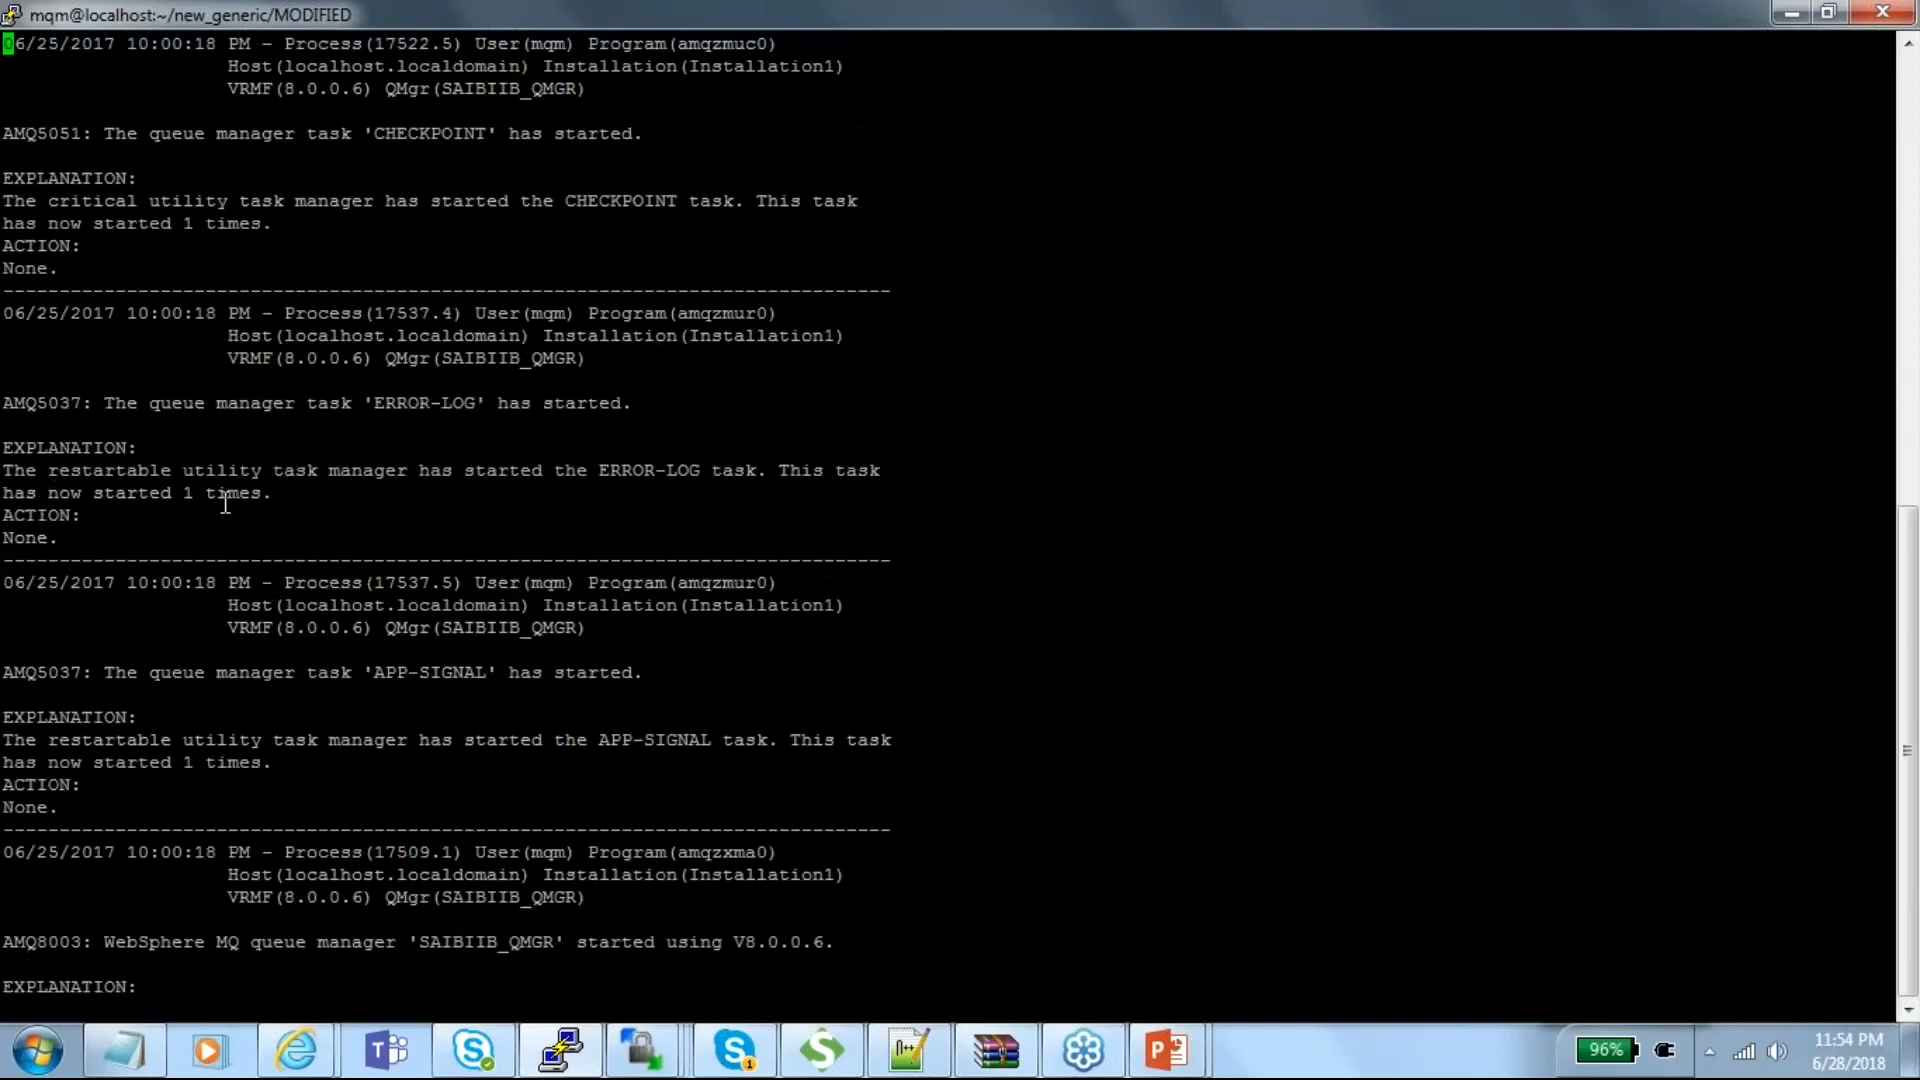 mqm@localhost:~/new_generic/MODIFIED
06/25/2017 10:00:18 PM - Process(17522.5) User(mqm) Program(amqzmuc0)
Host(localhost.localdomain) Installation(Installation1)
VRMF(8.0.0.6) QMgr(SAIBIIB_QMGR)
AMQ5051: The queue manager task 'CHECKPOINT' has started.
EXPLANATION:
The critical utility task manager has started the CHECKPOINT task. This task
has now started 1 times.
ACTION:
None.
-------------------------------------------------------------------------------
06/25/2017 10:00:18 PM - Process(17537.4) User(mqm) Program(amqzmur0)
Host(localhost.localdomain) Installation(Installation1)
VRMF(8.0.0.6) QMgr(SAIBIIB_QMGR)
AMQ5037: The queue manager task 'ERROR-LOG' has started.
EXPLANATION:
The restartable utility task manager has started the ERROR-LOG task. This task
has now started 1 times.
ACTION:
None.
-------------------------------------------------------------------------------
06/25/2017 10:00:18 PM - Process(17537.5) User(mqm) Program(amqzmur0)
Host(localhost.localdomain) Installation(Installation1)
VRMF(8.0.0.6) QMgr(SAIBIIB_QMGR)
AMQ5037: The queue manager task 'APP-SIGNAL' has started.
EXPLANATION:
The restartable utility task manager has started the APP-SIGNAL task. This task
has now started 1 times.
ACTION:
None.
-------------------------------------------------------------------------------
06/25/2017 10:00:18 PM - Process(17509.1) User(mqm) Program(amqzxma0)
Host(localhost.localdomain) Installation(Installation1)
VRMF(8.0.0.6) QMgr(SAIBIIB_QMGR)
AMQ8003: WebSphere MQ queue manager 'SAIBIIB_QMGR' started using V8.0.0.6.
EXPLANATION:
96%
11:54 PM
6/28/2018